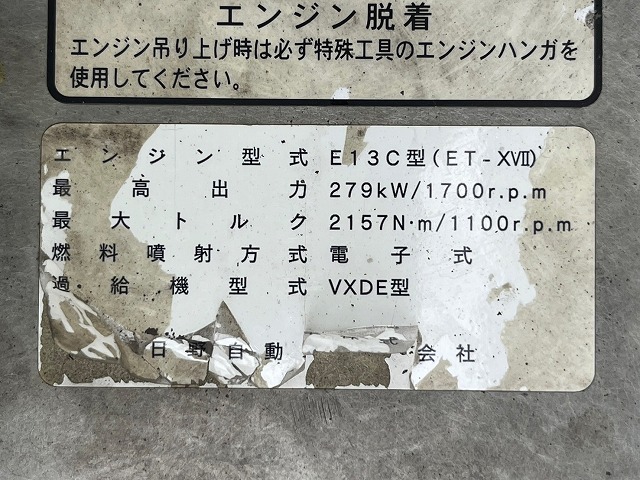 エンジン脱着
エンジン吊り上げ時は必ず特殊工具のエンジンハンガを
使用してください。
エンジン型式 E13C型(ET-XⅦ)
最高出力 279kW/1700r.p.m
最大トルク 2157N·m/1100r.p.m
燃料噴射方式 電子式
過給機型式 VXDE型
日野自動 会社